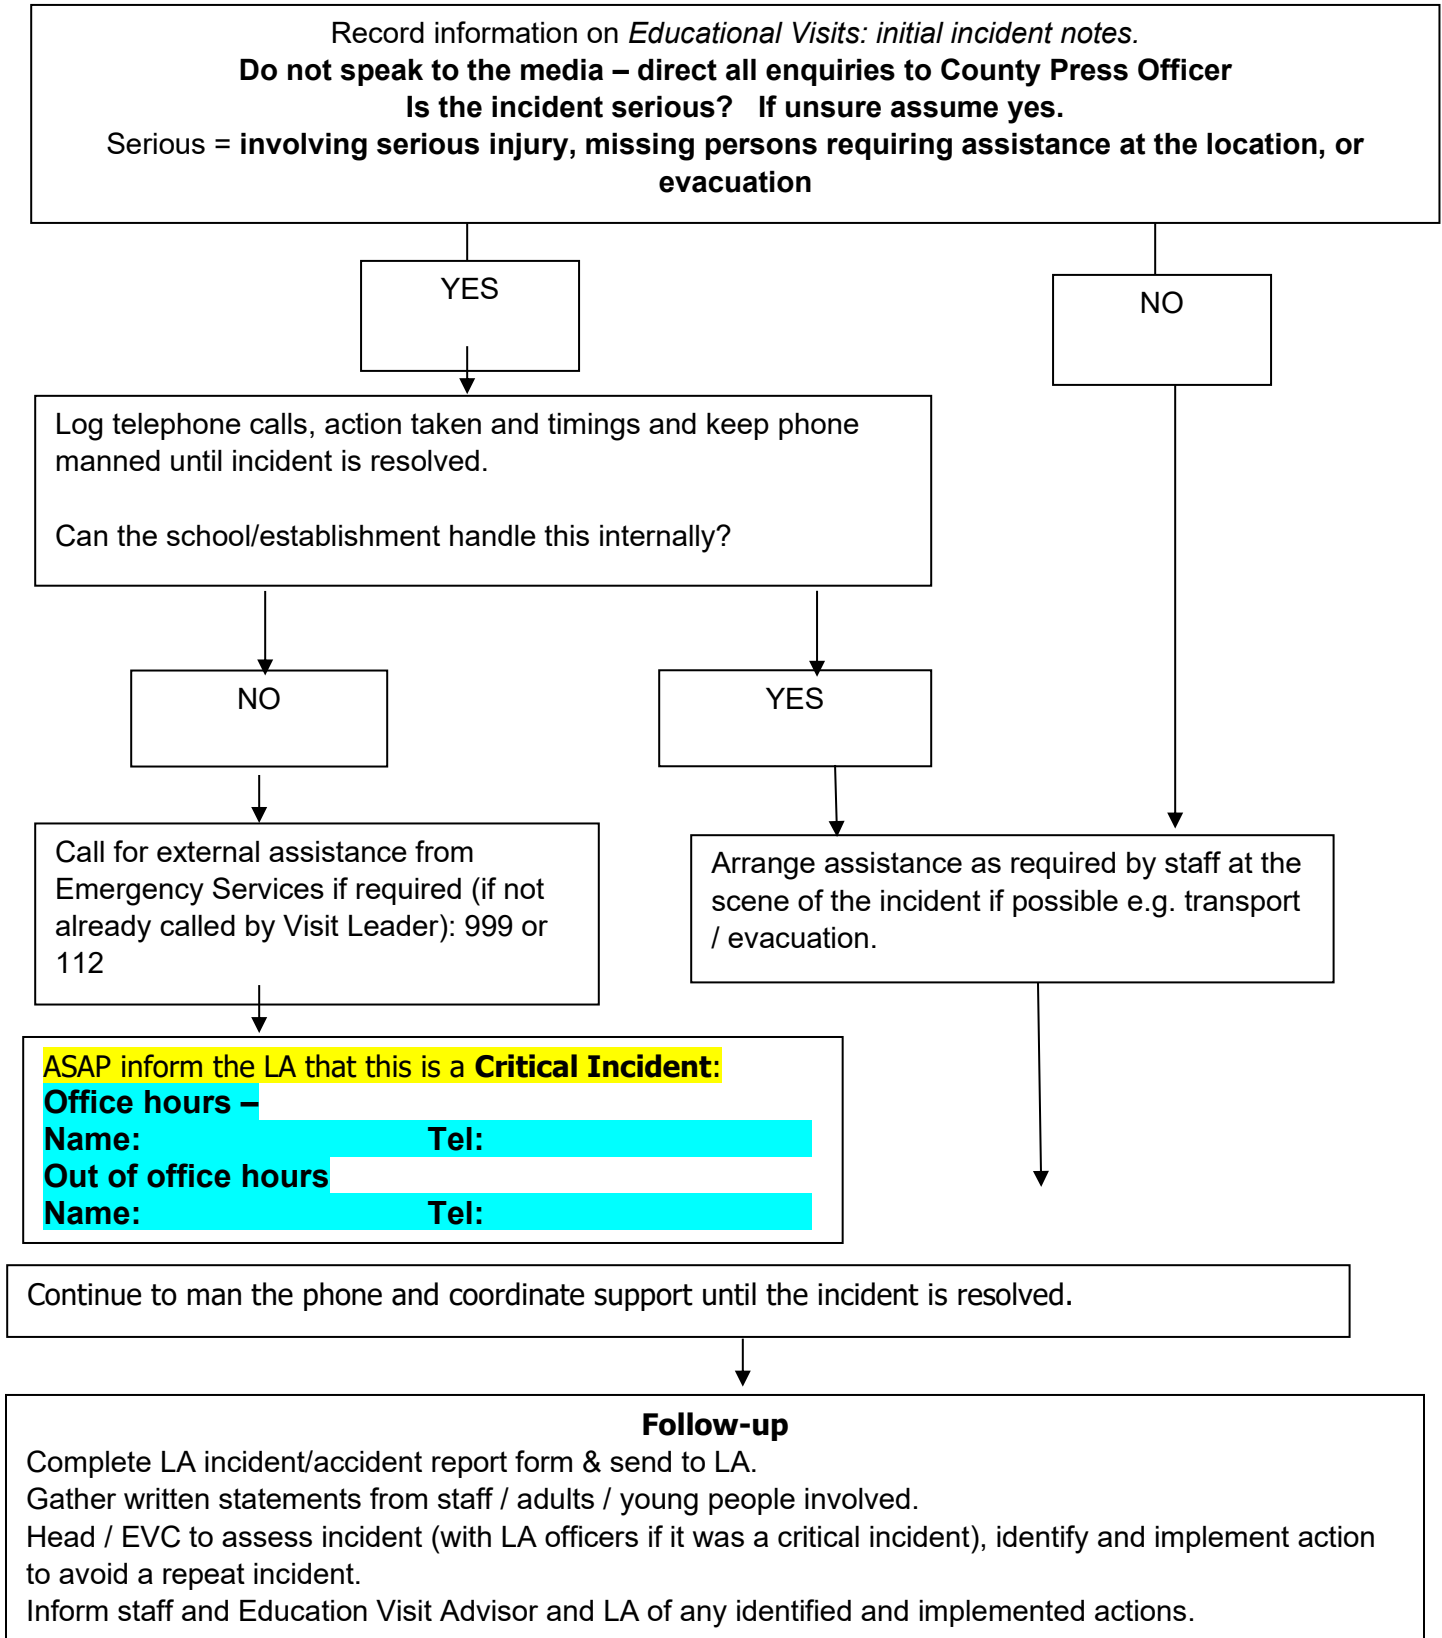 Record information on Educational Visits: initial incident notes.
Do not speak to the media – direct all enquiries to County Press Officer
Is the incident serious?   If unsure assume yes.
Serious = involving serious injury, missing persons requiring assistance at the location, or
evacuation
YES
NO
Log telephone calls, action taken and timings and keep phone
manned until incident is resolved.
Can the school/establishment handle this internally?
NO
YES
Call for external assistance from
Emergency Services if required (if not
already called by Visit Leader): 999 or
112
Arrange assistance as required by staff at the
scene of the incident if possible e.g. transport
/ evacuation.
ASAP inform the LA that this is a Critical Incident:
Office hours –
Name: Tel:
Out of office hours
Name: Tel:
Continue to man the phone and coordinate support until the incident is resolved.
Follow-up
Complete LA incident/accident report form & send to LA.
Gather written statements from staff / adults / young people involved.
Head / EVC to assess incident (with LA officers if it was a critical incident), identify and implement action
to avoid a repeat incident.
Inform staff and Education Visit Advisor and LA of any identified and implemented actions.